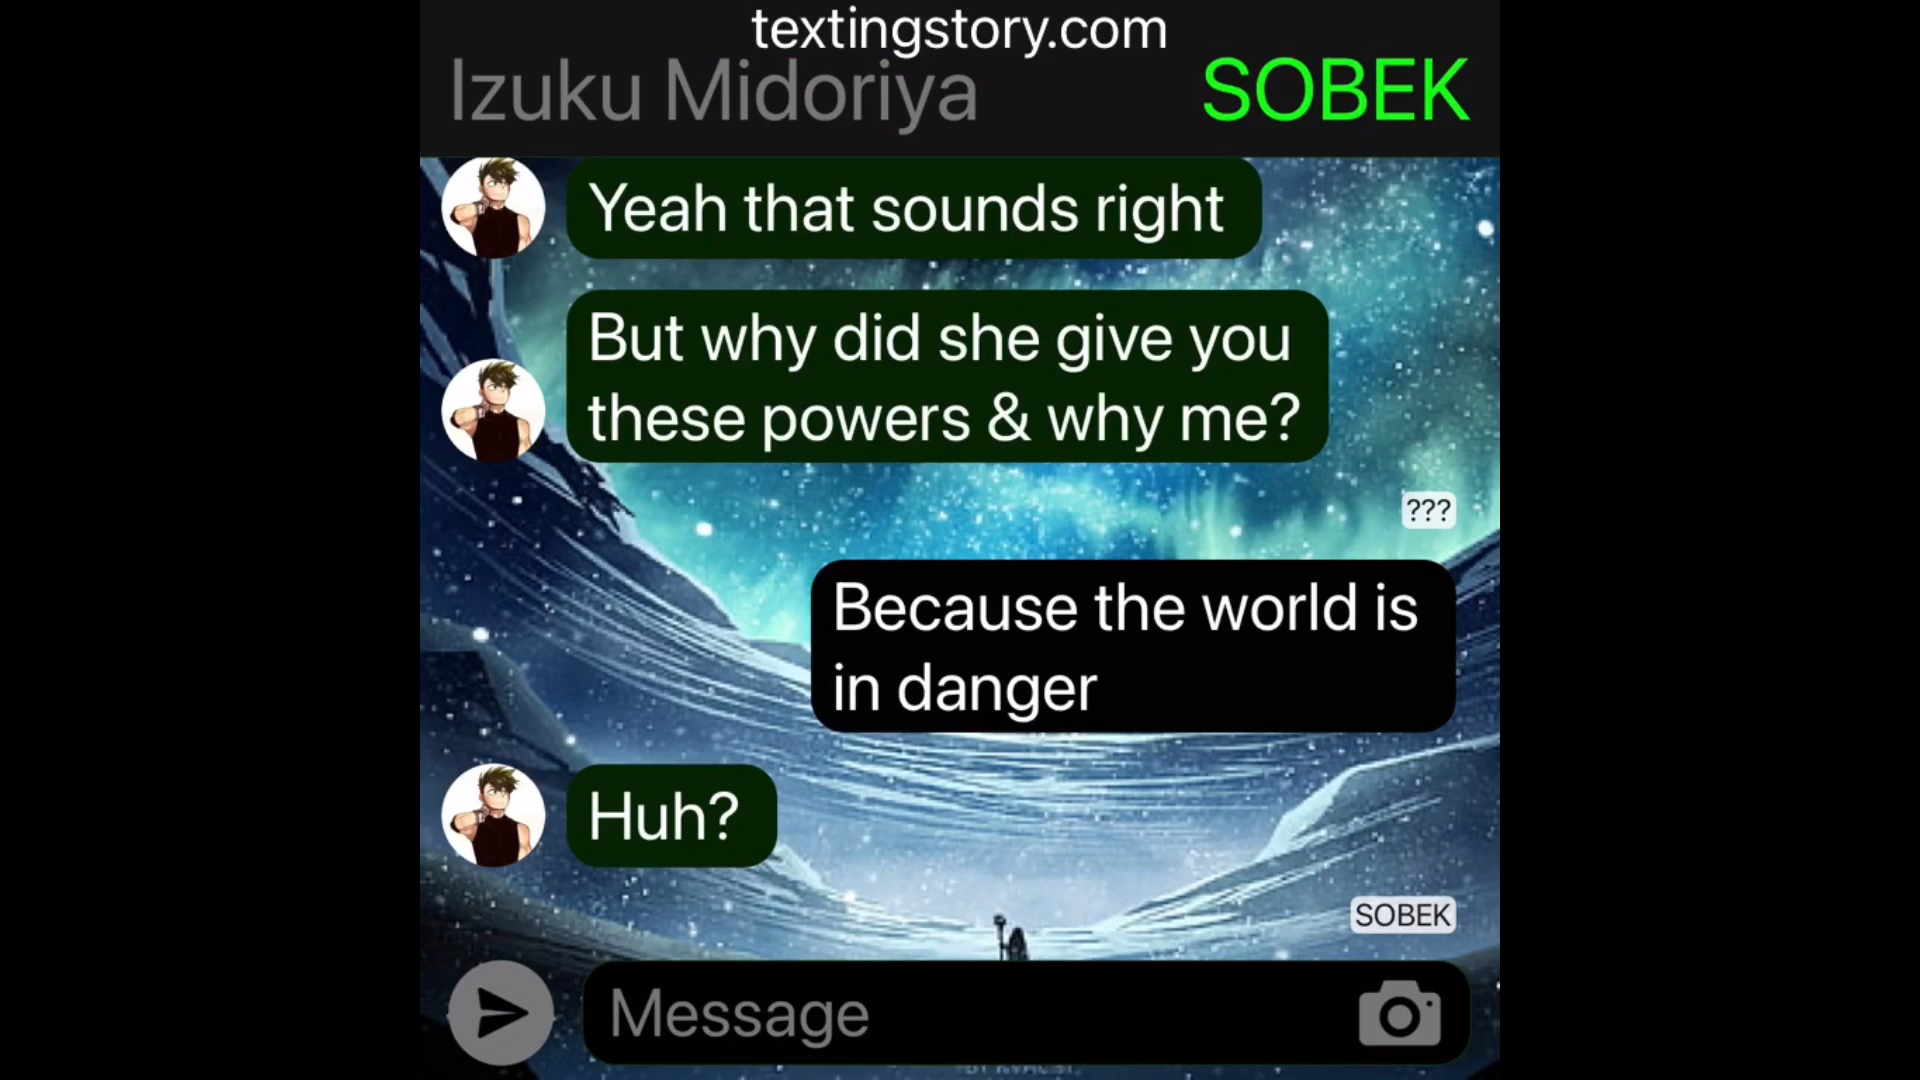 textingstory.com
Izuku Midoriya
SOBEK
Yeah that sounds right
But why did she give you
these powers & why me?
???
Because the world is
in danger
Huh?
SOBEK
Message